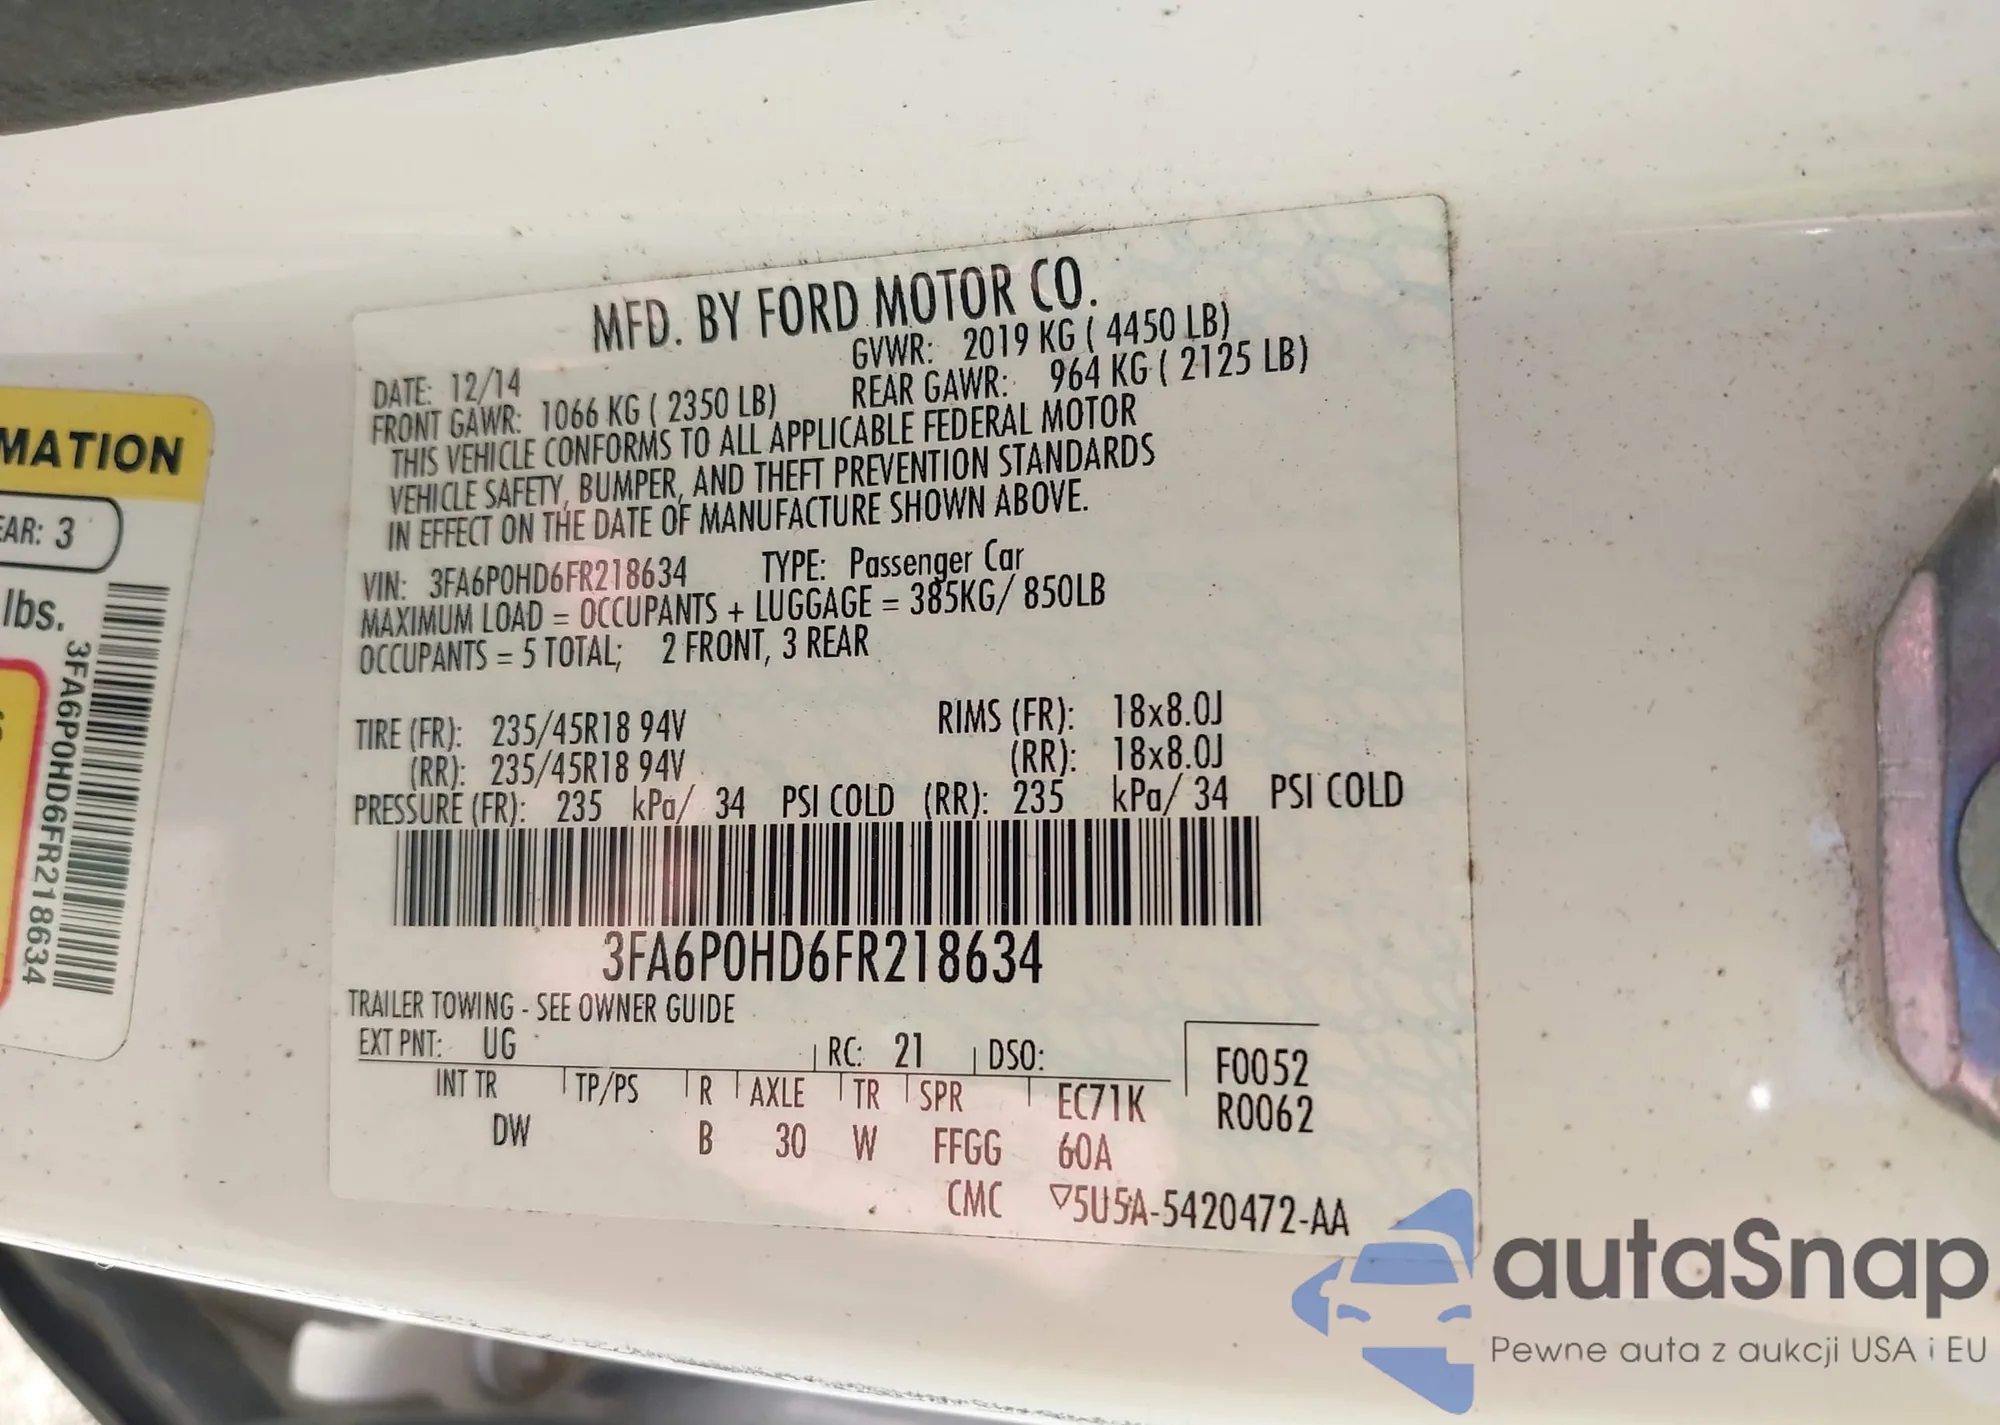 MATION
EAR: 3
lbs.
3FA6P0HD6FR218634
MFD. BY FORD MOTOR CO.
DATE: 12/14 GVWR: 2019 KG ( 4450 LB)
FRONT GAWR: 1066 KG ( 2350 LB) REAR GAWR: 964 KG ( 2125 LB)
THIS VEHICLE CONFORMS TO ALL APPLICABLE FEDERAL MOTOR
VEHICLE SAFETY, BUMPER, AND THEFT PREVENTION STANDARDS
IN EFFECT ON THE DATE OF MANUFACTURE SHOWN ABOVE.
VIN: 3FA6P0HD6FR218634 TYPE: Passenger Car
MAXIMUM LOAD = OCCUPANTS + LUGGAGE = 385KG/ 850LB
OCCUPANTS = 5 TOTAL; 2 FRONT, 3 REAR
TIRE (FR): 235/45R18 94V RIMS (FR): 18x8.0J
(RR): 235/45R18 94V (RR): 18x8.0J
PRESSURE (FR): 235 kPa/ 34 PSI COLD (RR): 235 kPa/ 34 PSI COLD
3FA6P0HD6FR218634
TRAILER TOWING - SEE OWNER GUIDE
EXT PNT: UG RC: 21 DSO: F0052
INT TR TP/PS R AXLE TR SPR EC71K R0062
DW B 30 W FFGG 60A
CMC ▽5U5A-5420472-AA
autaSnap
Pewne auta z aukcji USA i EU